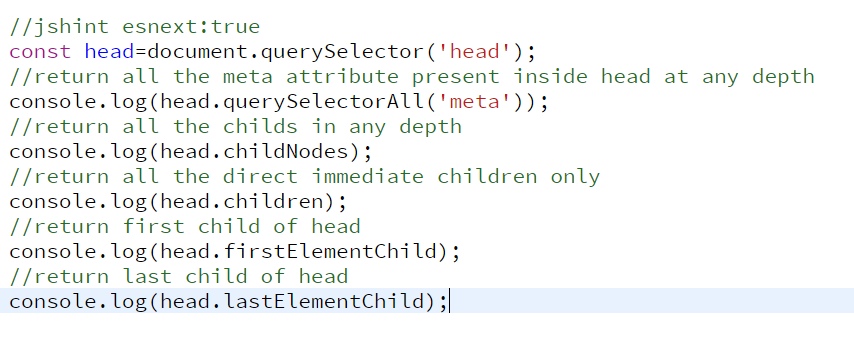 //jshint esnext:true
const head=document.querySelector('head');
//return all the meta attribute present inside head at any depth
console.log(head.querySelectorAll('meta'));
//return all the childs in any depth
console.log(head.childNodes);
//return all the direct immediate children only
console.log(head.children);
//return first child of head
console.log(head.firstElementChild);
//return last child of head
console.log(head.lastElementChild);